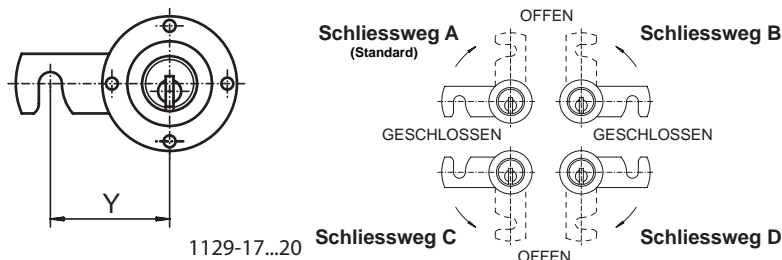 OFFEN
Schliessweg A
(Standard)
Schliessweg B
GESCHLOSSEN
GESCHLOSSEN
Y
1129-17...20
Schliessweg C
Schliessweg D
OFFEN